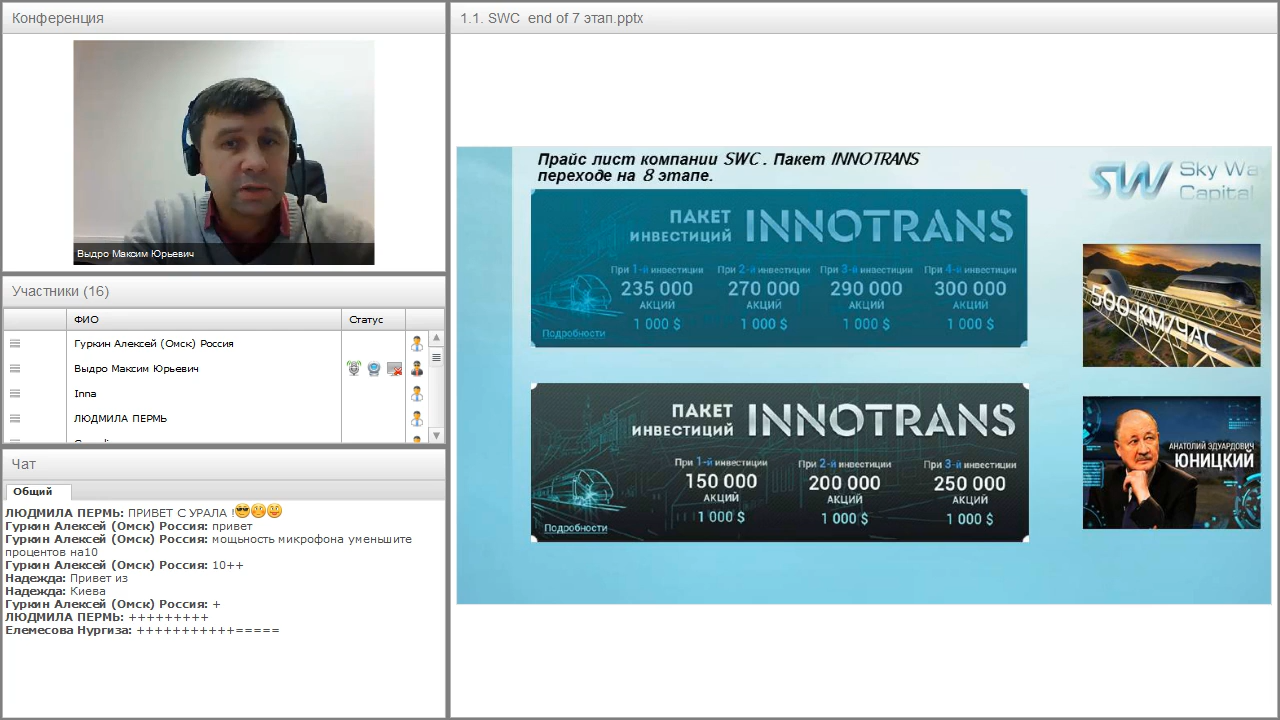 Конференция
Выдро Максим Юрьевич
Участники (16)
ФИО
Статус
Гуркин Алексей (Омск) Россия
Выдро Максим Юрьевич
Inna
ЛЮДМИЛА ПЕРМЬ
Чат
Общий
ЛЮДМИЛА ПЕРМЬ: ПРИВЕТ С УРАЛА !
Гуркин Алексей (Омск) Россия: привет
Гуркин Алексей (Омск) Россия: мощьность микрофона уменьшите
процентов на10
Гуркин Алексей (Омск) Россия: 10++
Надежда: Привет из
Надежда: Киева
Гуркин Алексей (Омск) Россия: +
ЛЮДМИЛА ПЕРМЬ: +++++++++
Елемесова Нургиза: +++++++++++=====
1.1. SWC end of 7 этап.pptx
Прайс лист компании SWC . Пакет INNOTRANS
переходе на 8 этапе.
SW Sky Wa
Capital
ПАКЕТ
ИНВЕСТИЦИЙ INNOTRANS
При 1-й инвестиции При 2-й инвестиции При 3-й инвестиции При 4-й инвестиции
235 000 270 000 290 000 300 000
АКЦИЙ АКЦИЙ АКЦИЙ АКЦИЙ
1 000 $ 1 000 $ 1 000 $ 1 000 $
Подробности
500 КМ/ЧАС
ПАКЕТ
ИНВЕСТИЦИЙ INNOTRANS
При 1-й инвестиции При 2-й инвестиции При 3-й инвестиции
150 000 200 000 250 000
АКЦИЙ АКЦИЙ АКЦИЙ
1 000 $ 1 000 $ 1 000 $
Подробности
АНАТОЛИЙ ЭДУАРДОВИЧ
ЮНИЦКИЙ